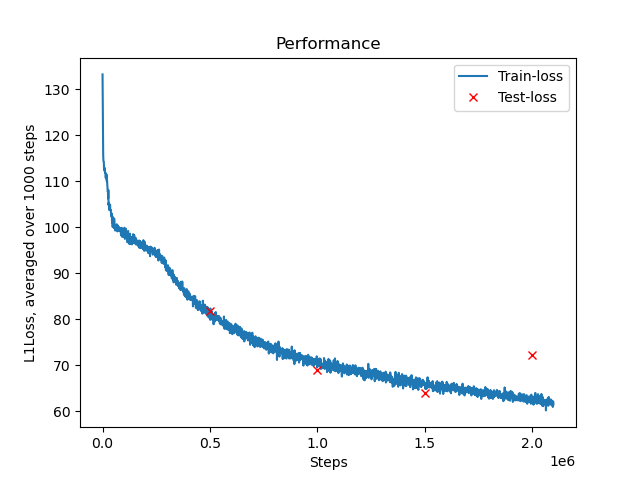 Performance
Train-loss
Test-loss
L1Loss, averaged over 1000 steps
130
120
110
100
90
80
70
60
0.0 0.5 1.0 1.5 2.0
Steps
1e6